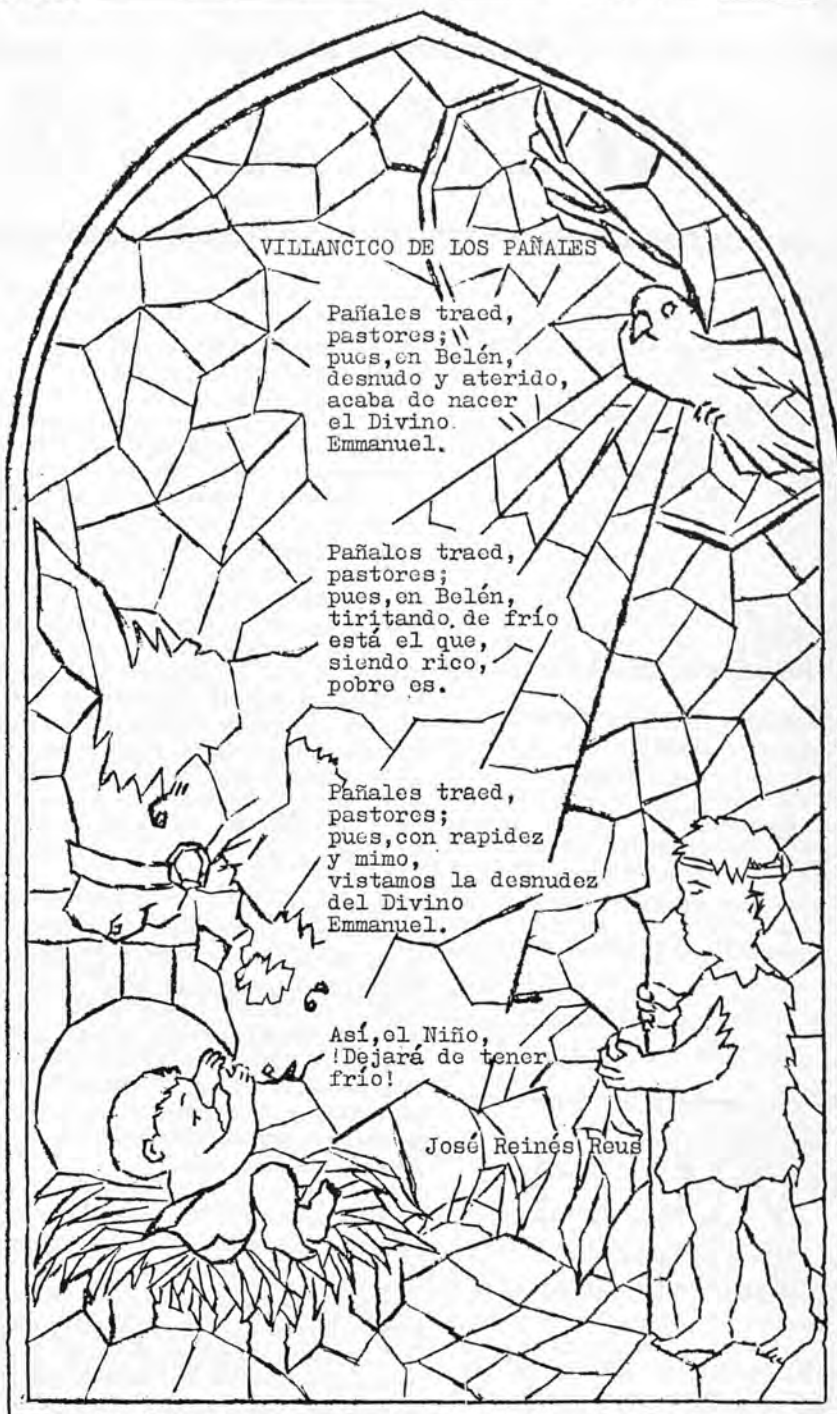 VILLANCICO DE LOS PAÑALES
Pañales traed,
pastores;
pues,en Belén,
desnudo y aterido,
acaba de nacer
el Divino
Emmanuel.
Pañales traed,
pastores;
pues,en Belén,
tiritando de frío
está el que,
siendo rico,
pobre es.
Pañales traed,
pastores;
pues,con rapidez
y mimo,
vistamos la desnudez
del Divino
Emmanuel.
Así,el Niño,
!Dejará de tener
frío!
José Reinés Reus